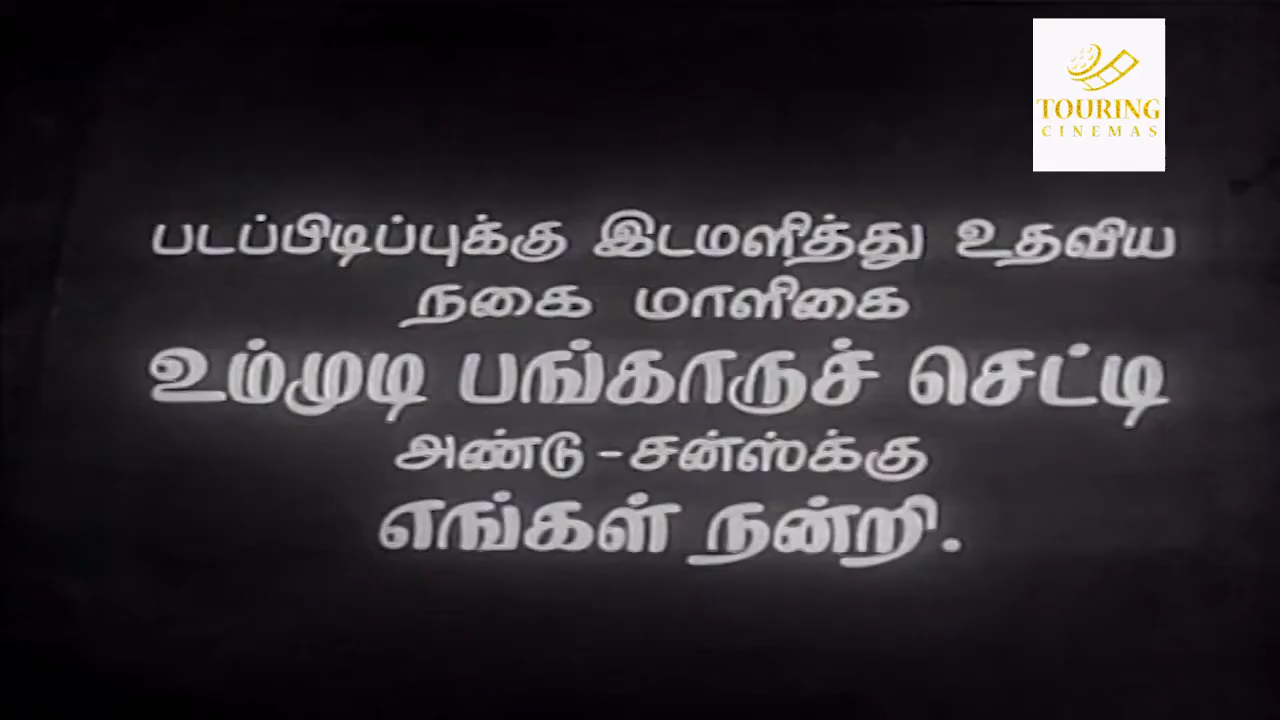 TOURING
CINEMAS
படப்பிடிப்புக்கு இடமளித்து உதவிய
நகை மாளிகை
உம்முடி பங்காருச் செட்டி
அண்டு - சன்ஸ்க்கு
எங்கள் நன்றி.